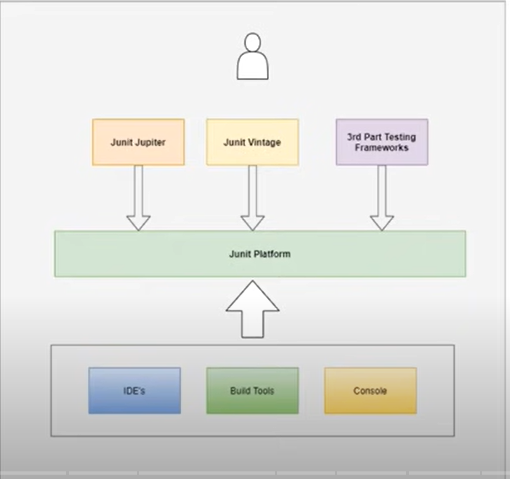 Junit Jupiter
Junit Vintage
3rd Part Testing
Frameworks
Junit Platform
IDE's
Build Tools
Console